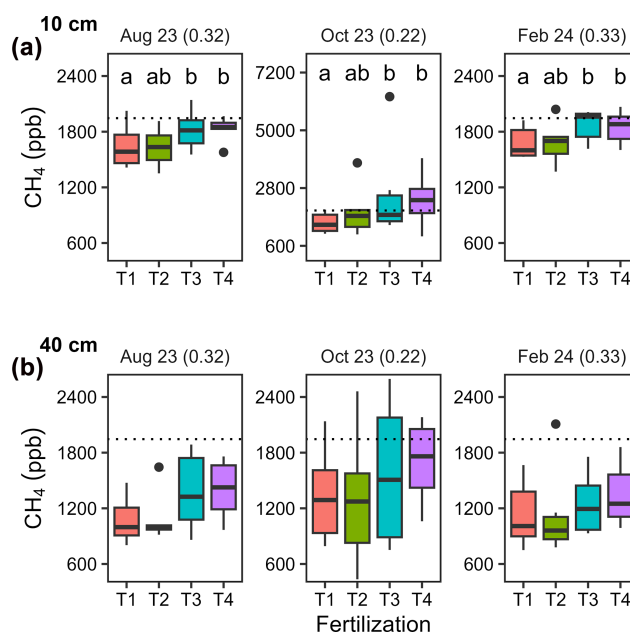 10 cm
(a)
Aug 23 (0.32) Oct 23 (0.22) Feb 24 (0.33)
2400 7200 2400
a ab b b a ab b b a ab b b
1800 5000 1800
CH₄ (ppb)
1200 2800 1200
600 600 600
T1 T2 T3 T4 T1 T2 T3 T4 T1 T2 T3 T4
40 cm
(b)
Aug 23 (0.32) Oct 23 (0.22) Feb 24 (0.33)
2400 2400 2400
1800 1800 1800
CH₄ (ppb)
1200 1200 1200
600 600 600
T1 T2 T3 T4 T1 T2 T3 T4 T1 T2 T3 T4
Fertilization